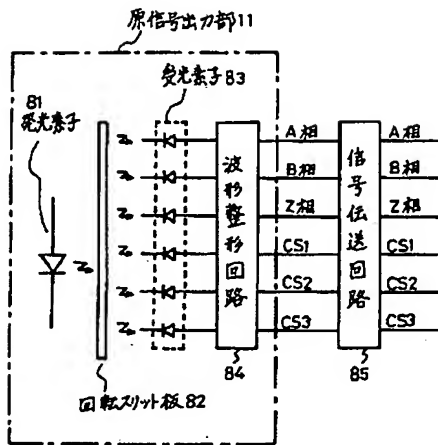 原信号出力部11
受光素子83
81
発光素子
A相
B相
Z相
CS1
CS2
CS3
波形整形回路
信号伝送回路
A相
B相
Z相
CS1
CS2
CS3
84
85
回転スリット板82